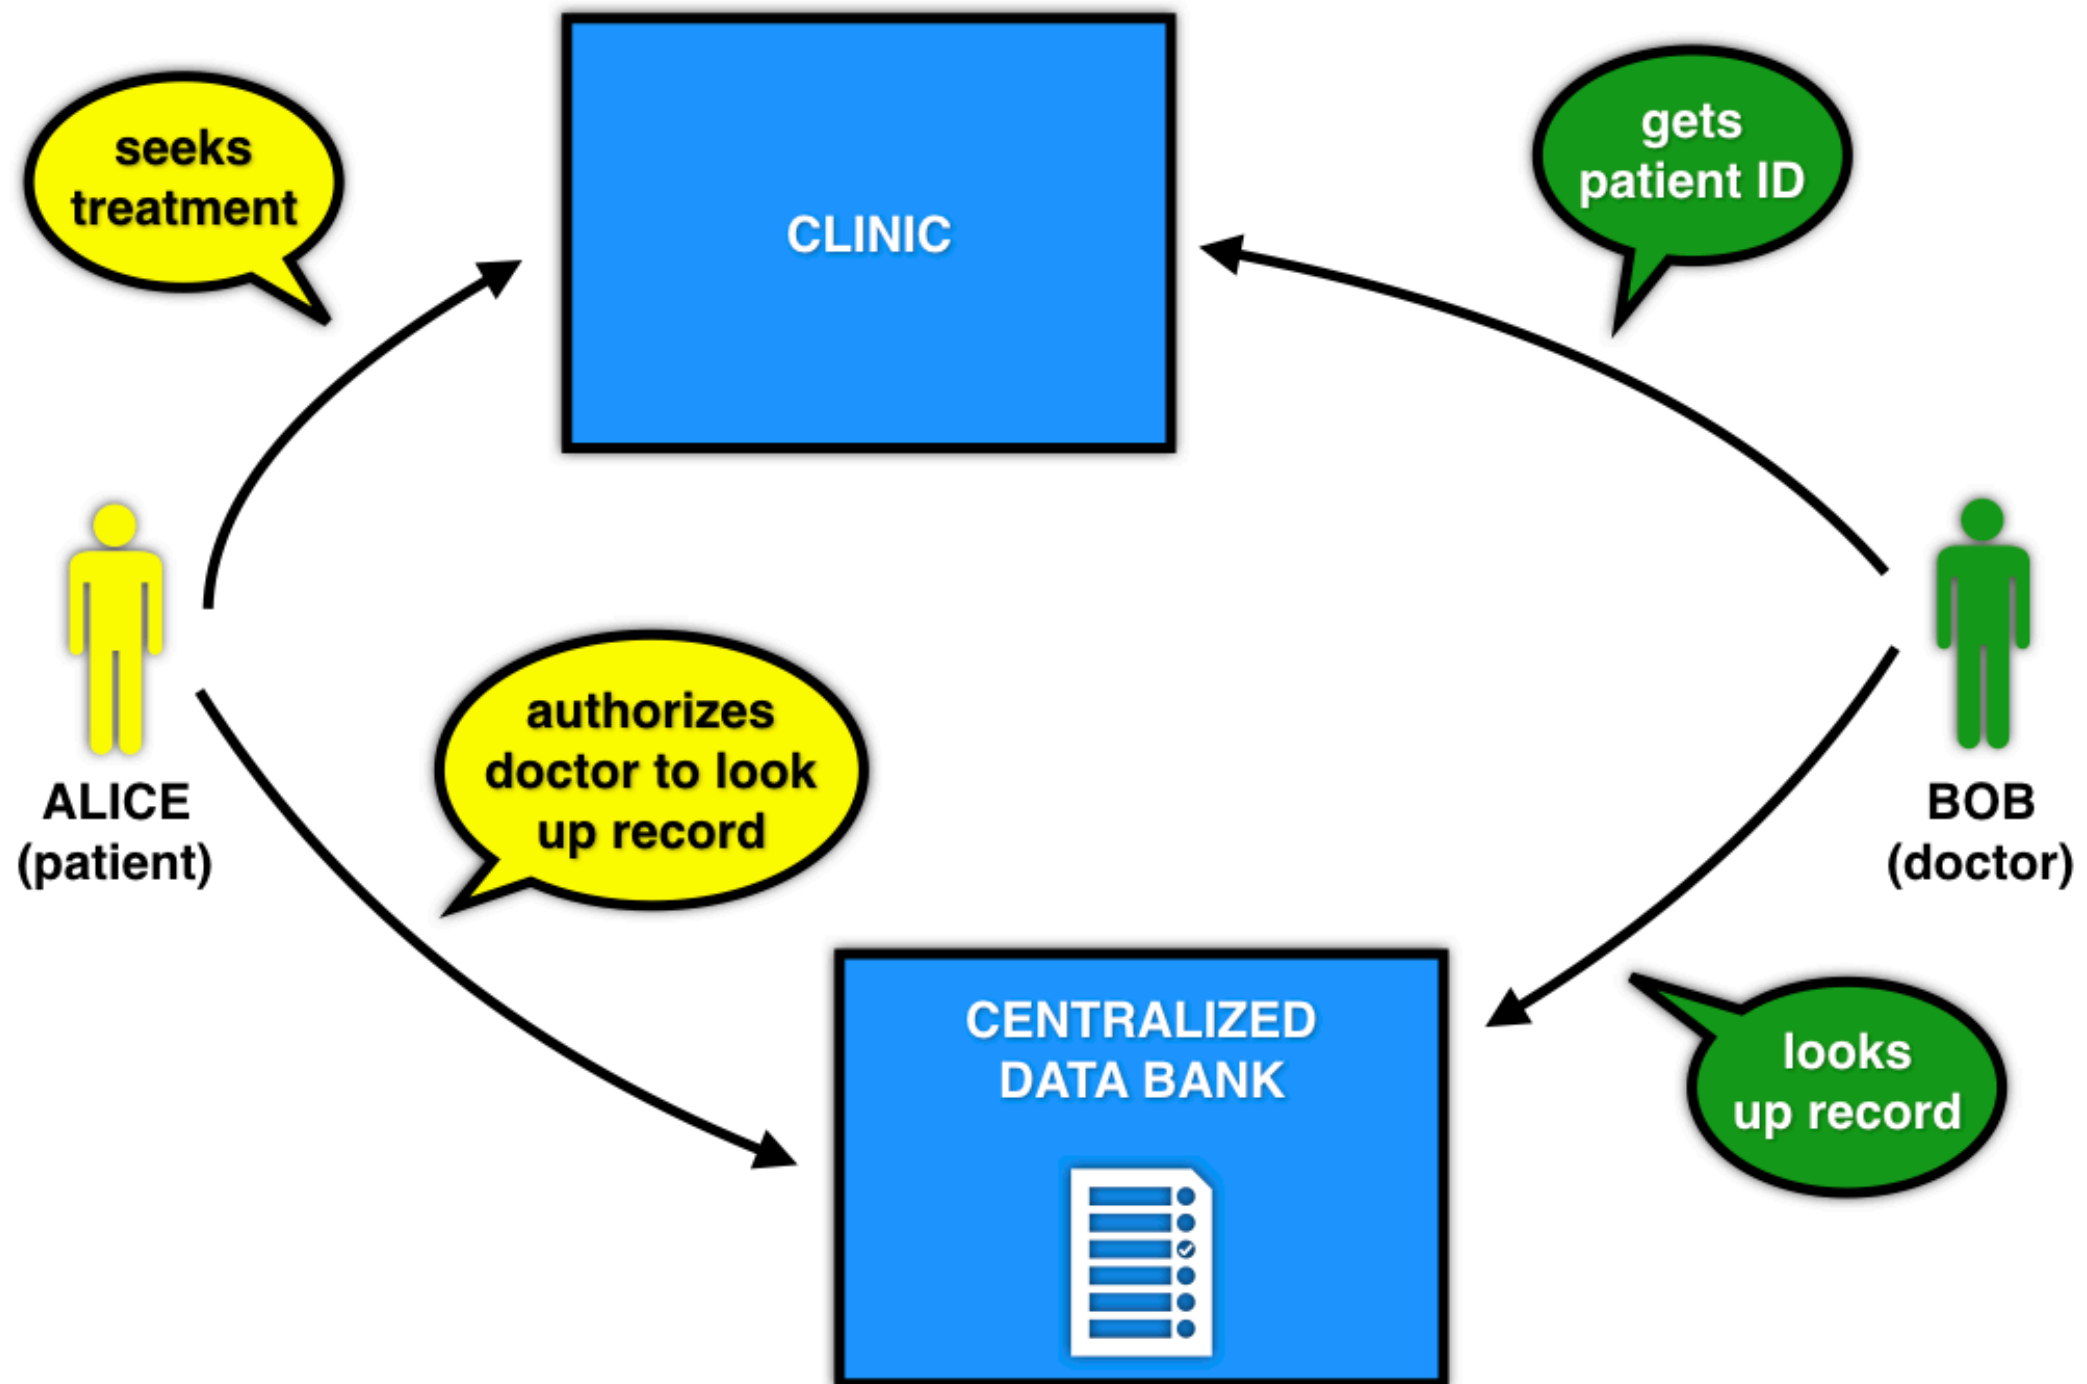 seeks
treatment
CLINIC
gets
patient ID
ALICE
(patient)
authorizes
doctor to look
up record
BOB
(doctor)
CENTRALIZED
DATA BANK
looks
up record